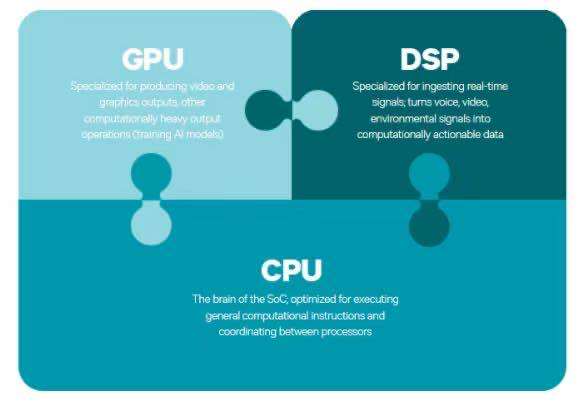 GPU
Specialized for producing video and
graphics outputs, other
computationally heavy output
operations (training AI models)
DSP
Specialized for ingesting real-time
signals; turns voice, video,
environmental signals into
computationally actionable data
CPU
The brain of the SoC; optimized for executing
general computational instructions and
coordinating between processors